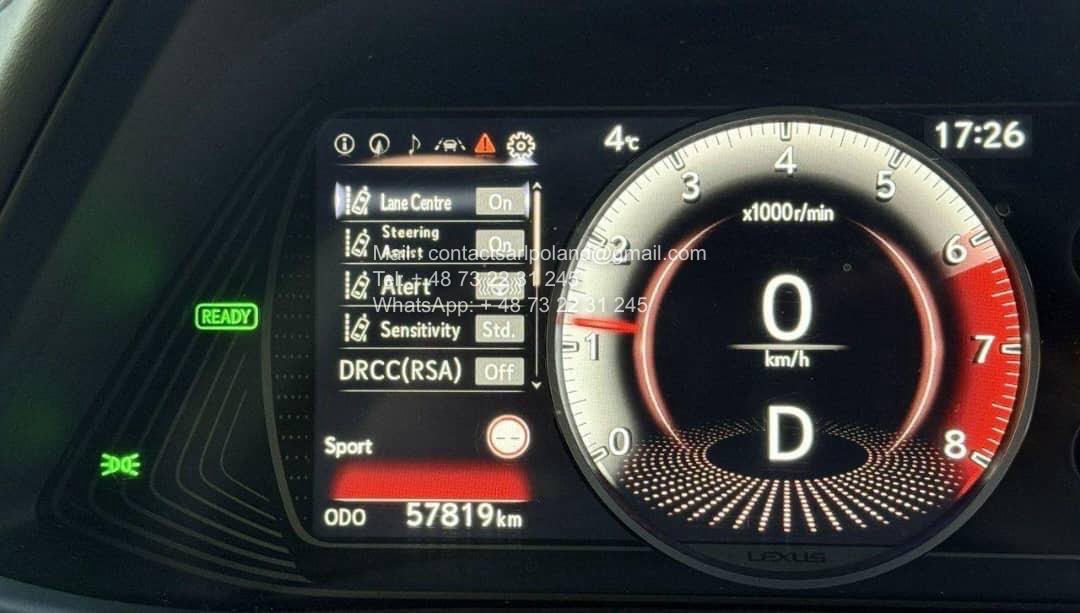 4°C
17:26
Lane Centre On
Steering
Assist On
Alert
Sensitivity Std.
DRCC(RSA) Off
Mail: contactsarlpoland@gmail.com
Tel: + 48 73 22 31 245
WhatsApp: + 48 73 22 31 245
READY
Sport
--
ODO 57819km
0
1
2
3
4
5
6
7
8
x1000r/min
0
km/h
D
LEXUS